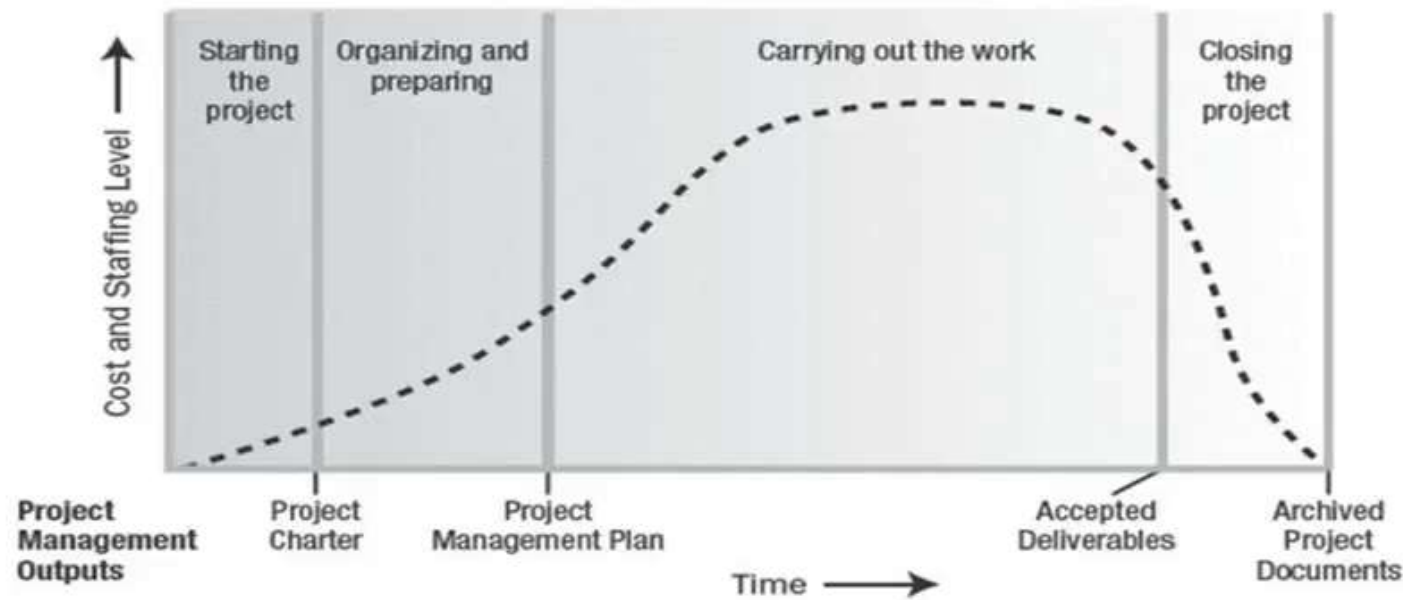 Starting
the
project
Organizing and
preparing
Carrying out the work
Closing
the
project
Cost and Staffing Level
Project
Management
Outputs
Project
Charter
Project
Management Plan
Accepted
Deliverables
Archived
Project
Documents
Time